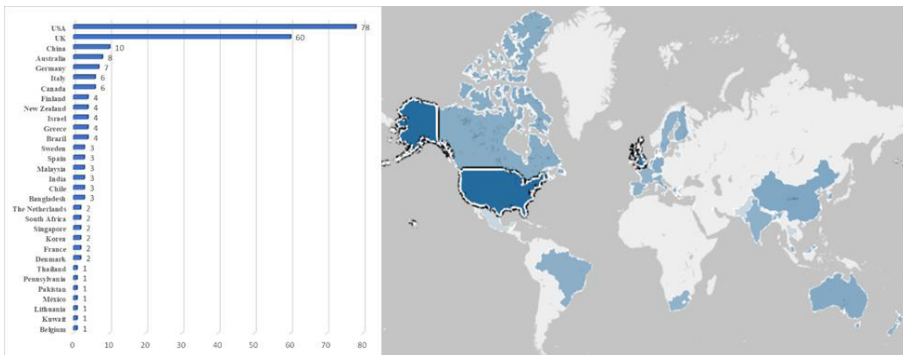 USA 78
UK 60
China 10
Australia 8
Germany 7
Italy 6
Canada 6
Finland 4
New Zealand 4
Israel 4
Greece 4
Brazil 4
Sweden 3
Spain 3
Malaysia 3
India 3
Chile 3
Bangladesh 3
The Netherlands 2
South Africa 2
Singapore 2
Korea 2
France 2
Denmark 2
Thailand 1
Pennsylvania 1
Pakistan 1
Mexico 1
Lithuania 1
Kuwait 1
Belgium 1
0 10 20 30 40 50 60 70 80